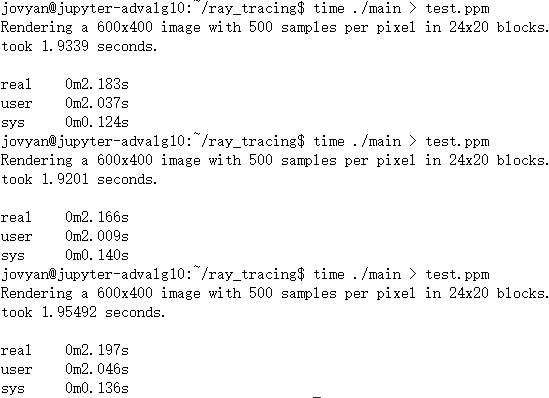 jovyan@jupyter-adva1g10:~/ray_tracing$ time ./main > test.ppm
Rendering a 600x400 image with 500 samples per pixel in 24x20 blocks.
took 1.9339 seconds.
real 0m2.183s
user 0m2.037s
sys 0m0.124s
jovyan@jupyter-adva1g10:~/ray_tracing$ time ./main > test.ppm
Rendering a 600x400 image with 500 samples per pixel in 24x20 blocks.
took 1.9201 seconds.
real 0m2.166s
user 0m2.009s
sys 0m0.140s
jovyan@jupyter-adva1g10:~/ray_tracing$ time ./main > test.ppm
Rendering a 600x400 image with 500 samples per pixel in 24x20 blocks.
took 1.95492 seconds.
real 0m2.197s
user 0m2.046s
sys 0m0.136s